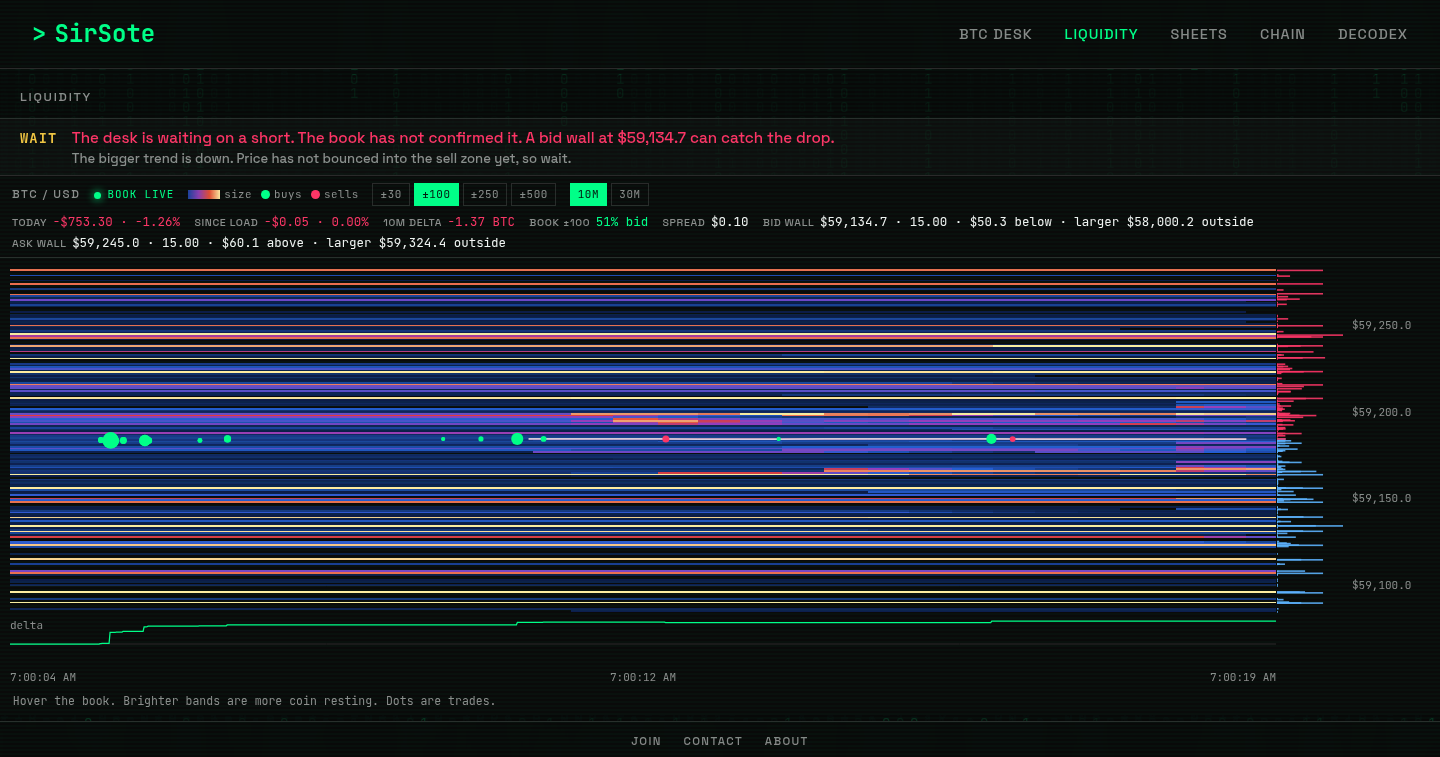 > SirSote
BTC DESK LIQUIDITY SHEETS CHAIN DECODEX
LIQUIDITY
WAIT The desk is waiting on a short. The book has not confirmed it. A bid wall at $59,134.7 can catch the drop.
The bigger trend is down. Price has not bounced into the sell zone yet, so wait.
BTC / USD BOOK LIVE size buys sells ±30 ±100 ±250 ±500 10M 30M
TODAY -$753.30 · -1.26% SINCE LOAD -$0.05 · 0.00% 10M DELTA -1.37 BTC BOOK ±100 51% bid SPREAD $0.10 BID WALL $59,134.7 · 15.00 · $50.3 below · larger $58,000.2 outside
ASK WALL $59,245.0 · 15.00 · $60.1 above · larger $59,324.4 outside
$59,250.0
$59,200.0
$59,150.0
$59,100.0
delta
7:00:04 AM 7:00:12 AM 7:00:19 AM
Hover the book. Brighter bands are more coin resting. Dots are trades.
JOIN CONTACT ABOUT